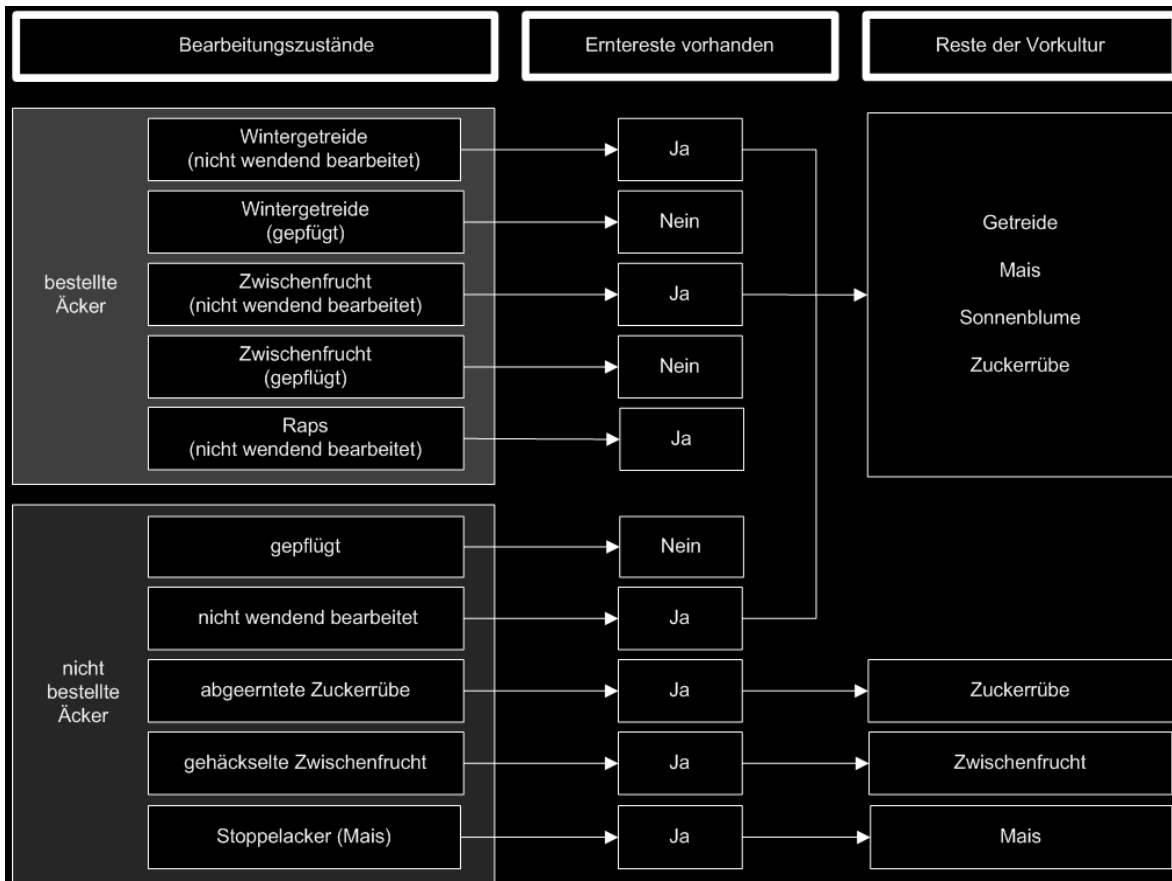 Bearbeitungszustände
Erntereste vorhanden
Reste der Vorkultur
bestellte
Äcker
Wintergetreide
(nicht wendend bearbeitet)
Ja
Wintergetreide
(gepfügt)
Nein
Zwischenfrucht
(nicht wendend bearbeitet)
Ja
Zwischenfrucht
(gepflügt)
Nein
Raps
(nicht wendend bearbeitet)
Ja
Getreide
Mais
Sonnenblume
Zuckerrübe
nicht
bestellte
Äcker
gepflügt
Nein
nicht wendend bearbeitet
Ja
abgeerntete Zuckerrübe
Ja
Zuckerrübe
gehäckselte Zwischenfrucht
Ja
Zwischenfrucht
Stoppelacker (Mais)
Ja
Mais